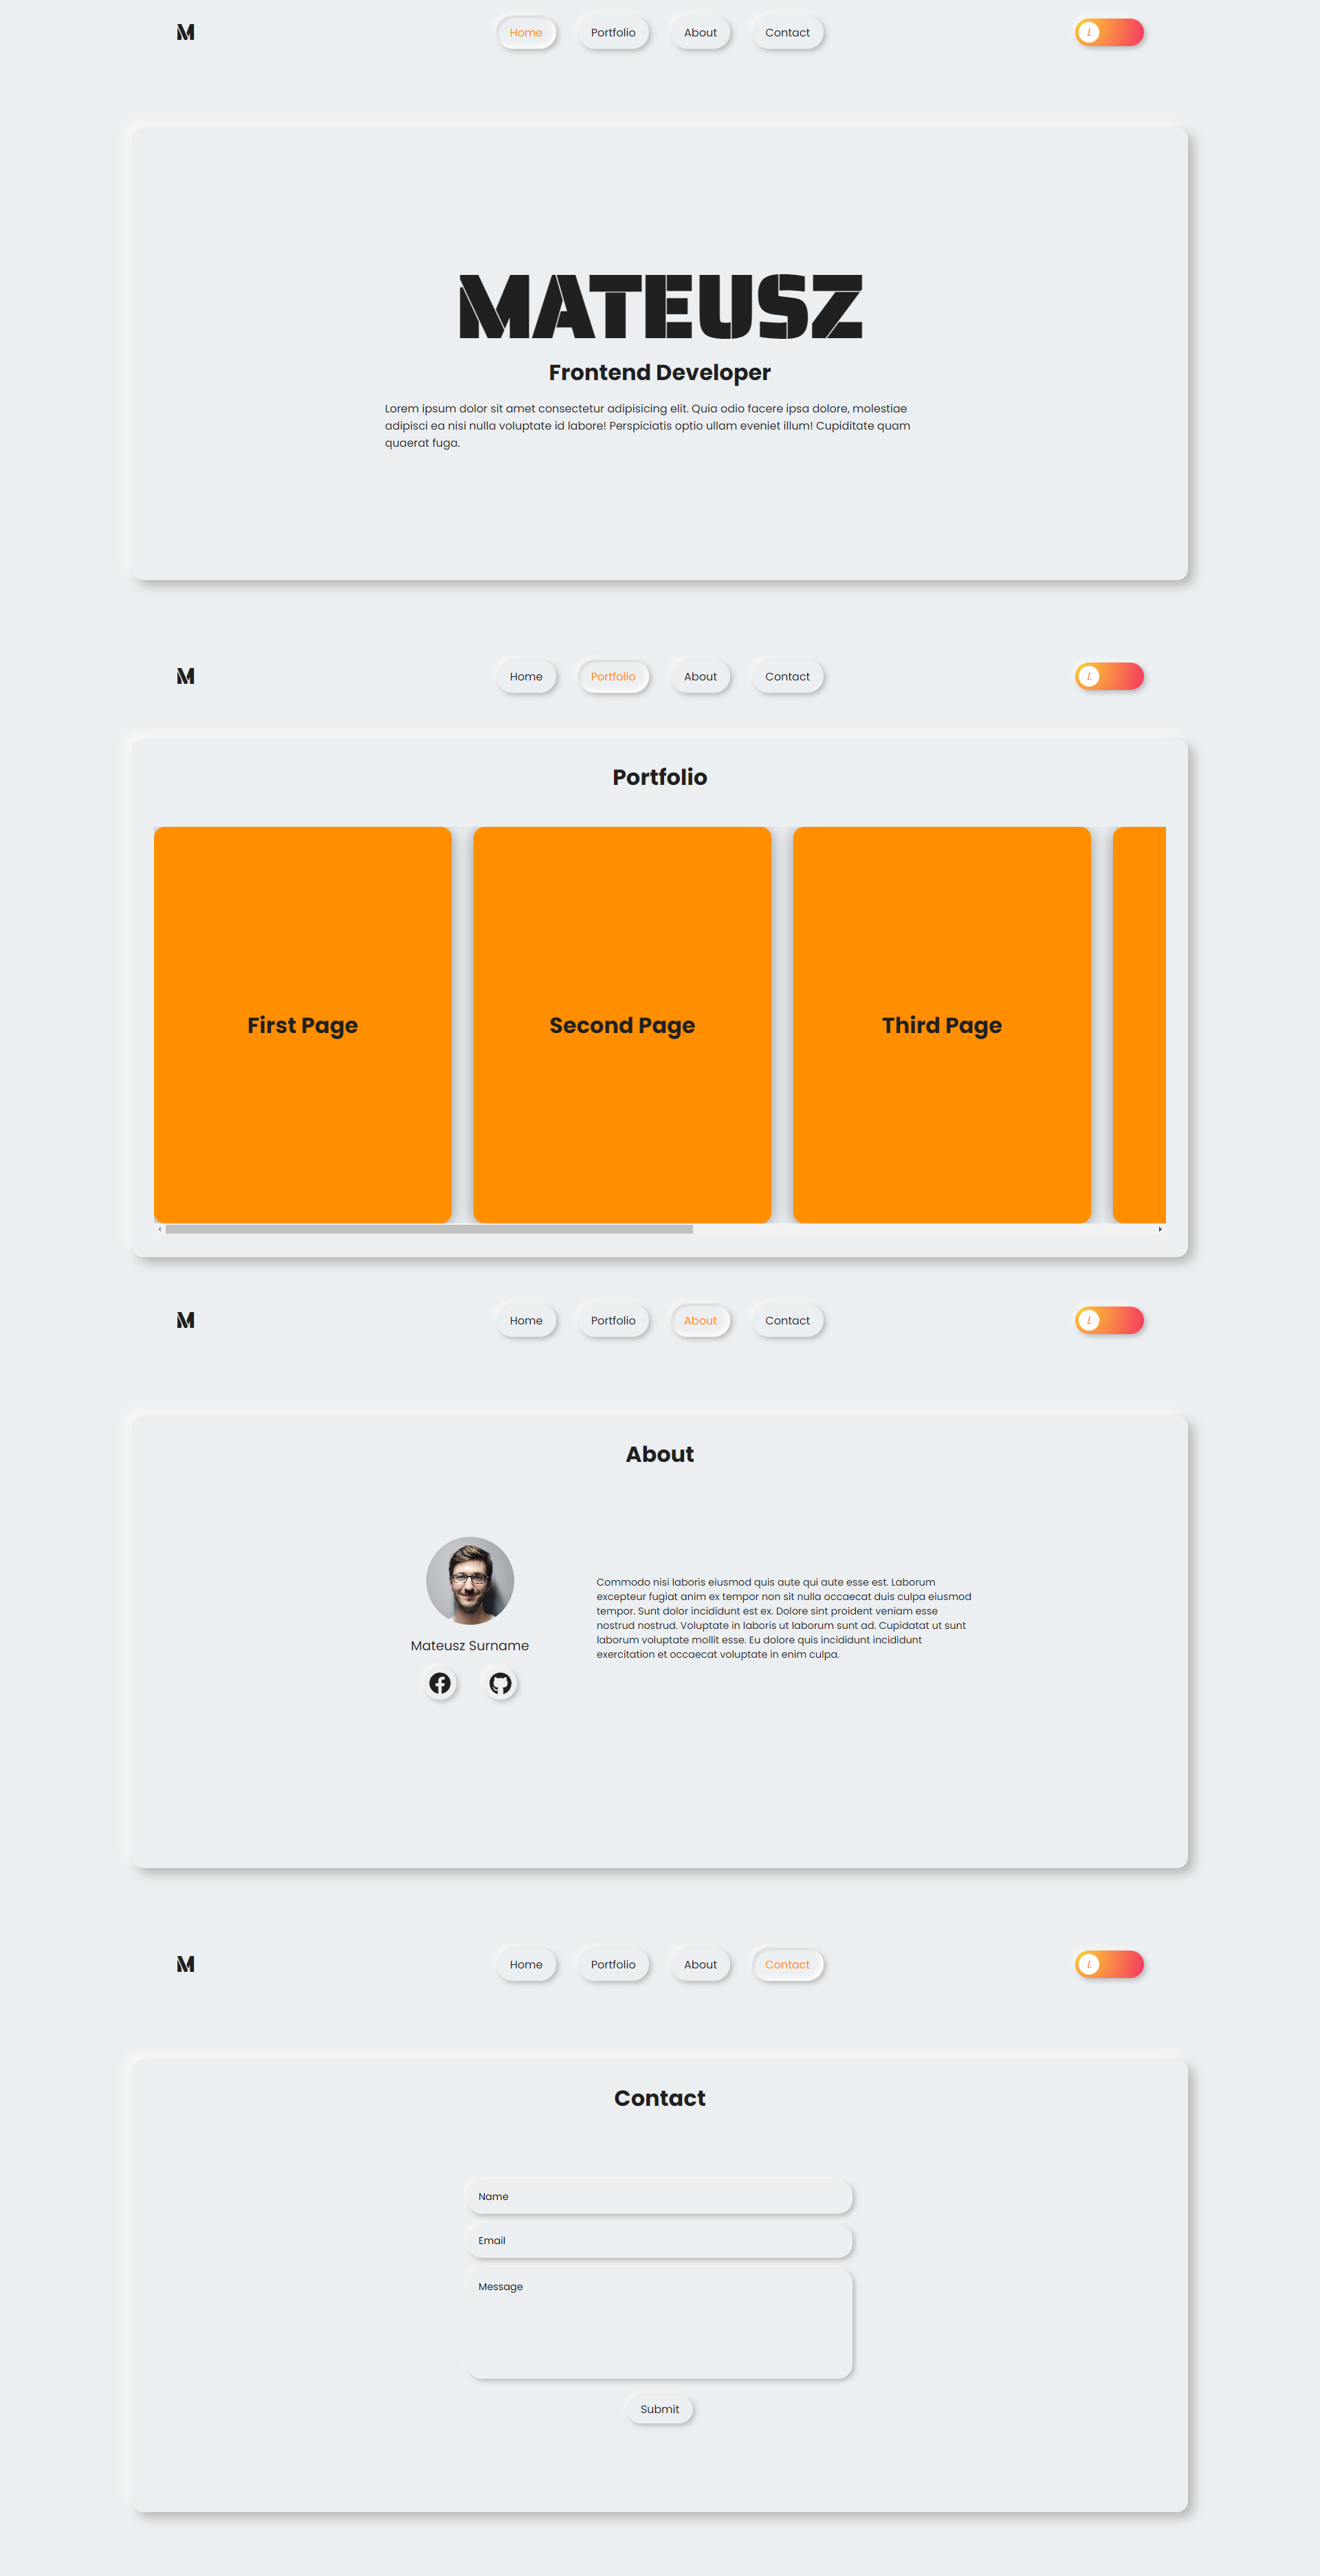 M
Home
Portfolio
About
Contact
L
MATEUSZ
Frontend Developer
Lorem ipsum dolor sit amet consectetur adipisicing elit. Quia odio facere ipsa dolore, molestiae
adipisci ea nisi nulla voluptate id labore! Perspiciatis optio ullam eveniet illum! Cupiditate quam
quaerat fuga.
M
Home
Portfolio
About
Contact
L
Portfolio
First Page
Second Page
Third Page
M
Home
Portfolio
About
Contact
L
About
Mateusz Surname
Commodo nisi laboris eiusmod quis aute qui aute esse est. Laborum
excepteur fugiat anim ex tempor non sit nulla occaecat duis culpa eiusmod
tempor. Sunt dolor incididunt est ex. Dolore sint proident veniam esse
nostrud nostrud. Voluptate in laboris ut laborum sunt ad. Cupidatat ut sunt
laborum voluptate mollit esse. Eu dolore quis incididunt incididunt
exercitation et occaecat voluptate in enim culpa.
M
Home
Portfolio
About
Contact
L
Contact
Name
Email
Message
Submit